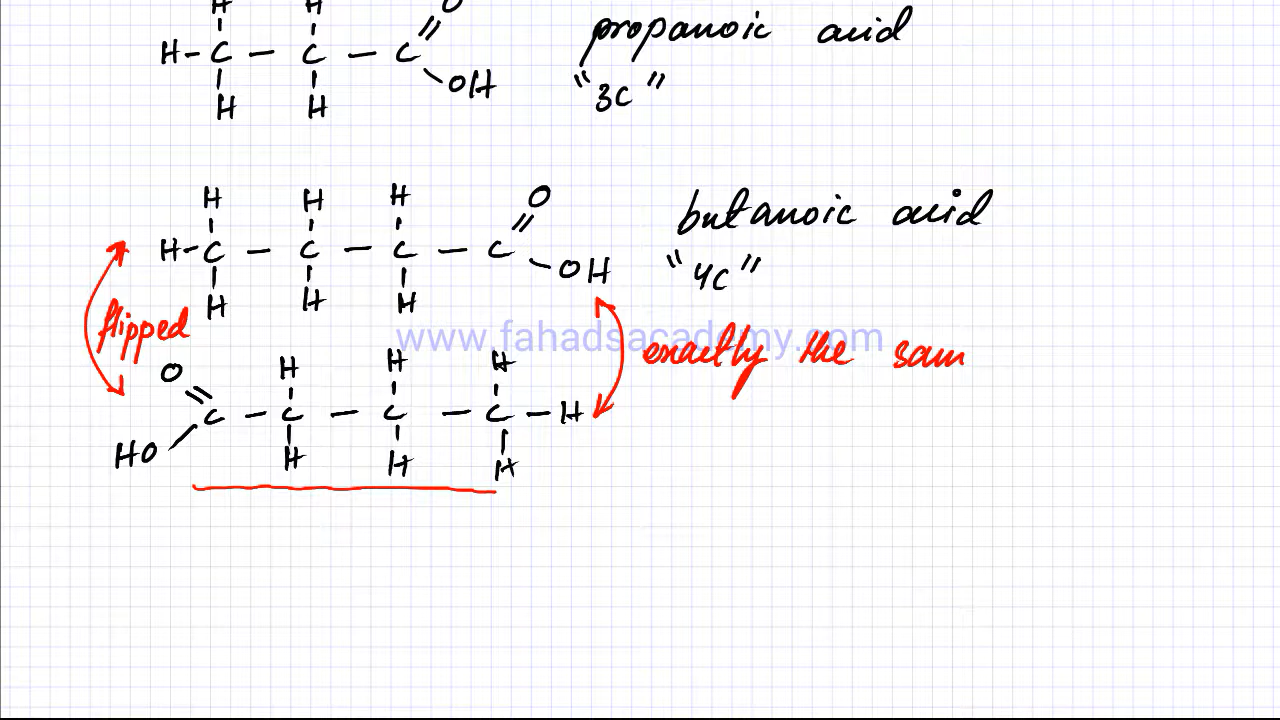 H H O
H-C — C — C propanoic acid
OH "3C"
H H
H H H O
butanoic acid
H-C — C — C — C
OH "4C"
H H H
flipped
www.fahadsacademy.com
exactly the sam
O H H H
C — C — C — C — H
HO
H H H